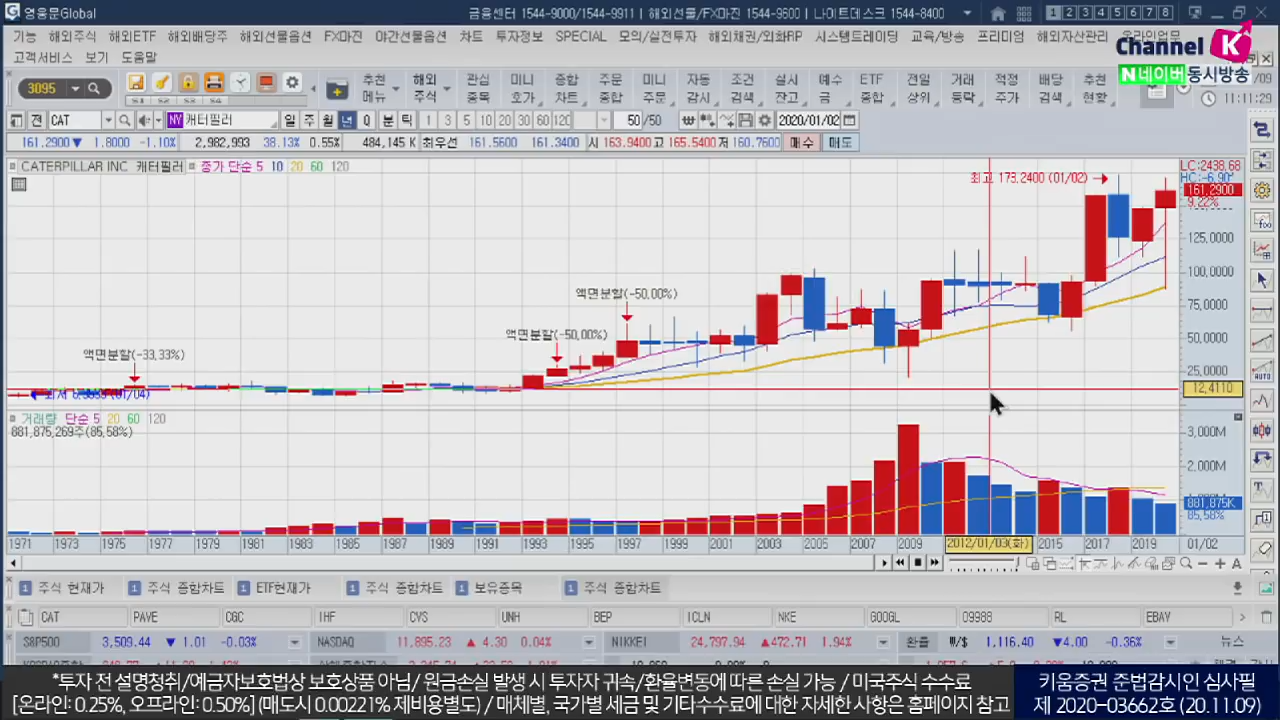 영웅문Global
금융센터 1544-9000/1544-9911 | 해외선물/FX마진 1544-9600 | 나이트데스크 1544-8400
1 2 3 4 5 6 7 8
기능 해외주식 해외ETF 해외배당주 해외선물옵션 FX마진 야간선물옵션 차트 투자정보 SPECIAL 모의/실전투자 해외채권/외화RP 시스템트레이딩 교육/방송 프리미엄 해외자산관리 온라인업무
고객서비스 보기 도움말
Channel K
N네이버 동시방송
3095
추천메뉴 해외주식 관심종목 미니호가 종합차트 주문종합 미니주문 자동감시 조건검색 실시잔고 예수금 ETF종합 전일상위 거래등락 적정주가 배당검색 추천현황
S1 S2 S3 S4
11:11:29
CAT NY 캐터필러 일 주 월 년 분 틱 1 3 5 10 20 30 60 120 50 /50 2020/01/02
161.2900 ▼ 1.8000 -1.10% 2,982,993 38.13% 0.55% 484,145 K 최우선 161.5600 161.3400 시 163.9400 고 165.5400 저 160.7600 매수 매도
CATERPILLAR INC 캐터필러 종가 단순 5 10 20 60 120
LC:2438.68
최고 173.2400 (01/02)
161.2900
9.22%
125.0000
100.0000
75.0000
50.0000
25.0000
12.4110
액면분할(-50.00%)
액면분할(-50.00%)
액면분할(-33.33%)
거래량 단순 5 20 60 120
881,875,269주(85.58%)
3,000M
2,000M
881,875K
85.58%
1971 1973 1975 1977 1979 1981 1983 1985 1987 1989 1991 1993 1995 1997 1999 2001 2003 2005 2007 2009 2012/01/03(화) 2015 2017 2019 01/02
1 주식 현재가 1 주식 종합차트 1 ETF현재가 1 주식 종합차트 1 보유종목 1 주식 종합차트
CAT PAVE CGC IHF CVS UNH BEP ICLN NKE GOOGL 09988 RL EBAY
S&P500 3,509.44 ▼ 1.01 -0.03% NASDAQ 11,895.23 ▲ 4.30 0.04% NIKKEI 24,797.94 ▲472.71 1.94% 환율 ₩/$ 1,116.40 ▼4.00 -0.36% 뉴스
*투자 전 설명청취/예금자보호법상 보호상품 아님/ 원금손실 발생 시 투자자 귀속/환율변동에 따른 손실 가능 / 미국주식 수수료
[온라인: 0.25%, 오프라인: 0.50%] (매도시 0.00221% 제비용별도) / 매체별, 국가별 세금 및 기타수수료에 대한 자세한 사항은 홈페이지 참고
키움증권 준법감시인 심사필
제 2020-03662호 (20.11.09)